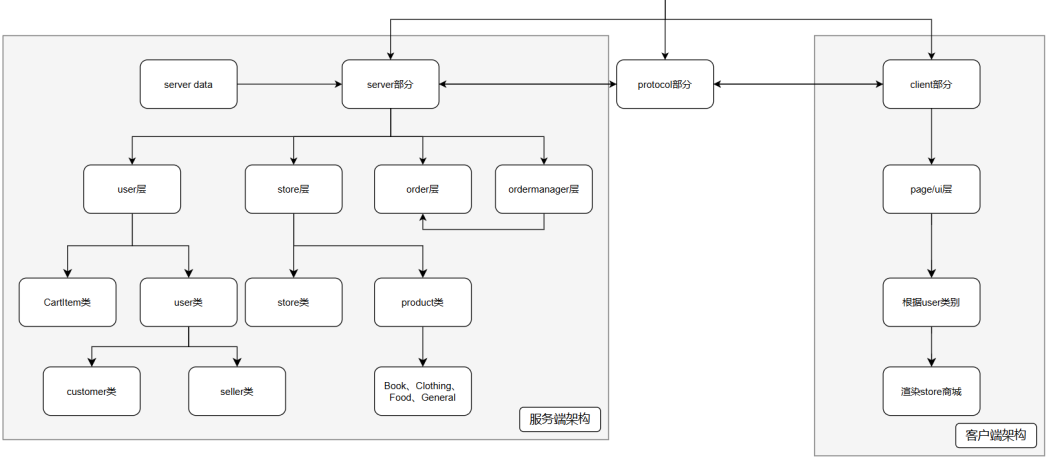 server data
server部分
protocol部分
client部分
user层
store层
order层
ordermanager层
page/ui层
CartItem类
user类
store类
product类
根据user类别
customer类
seller类
Book、Clothing、
Food、General
渲染store商城
服务端架构
客户端架构